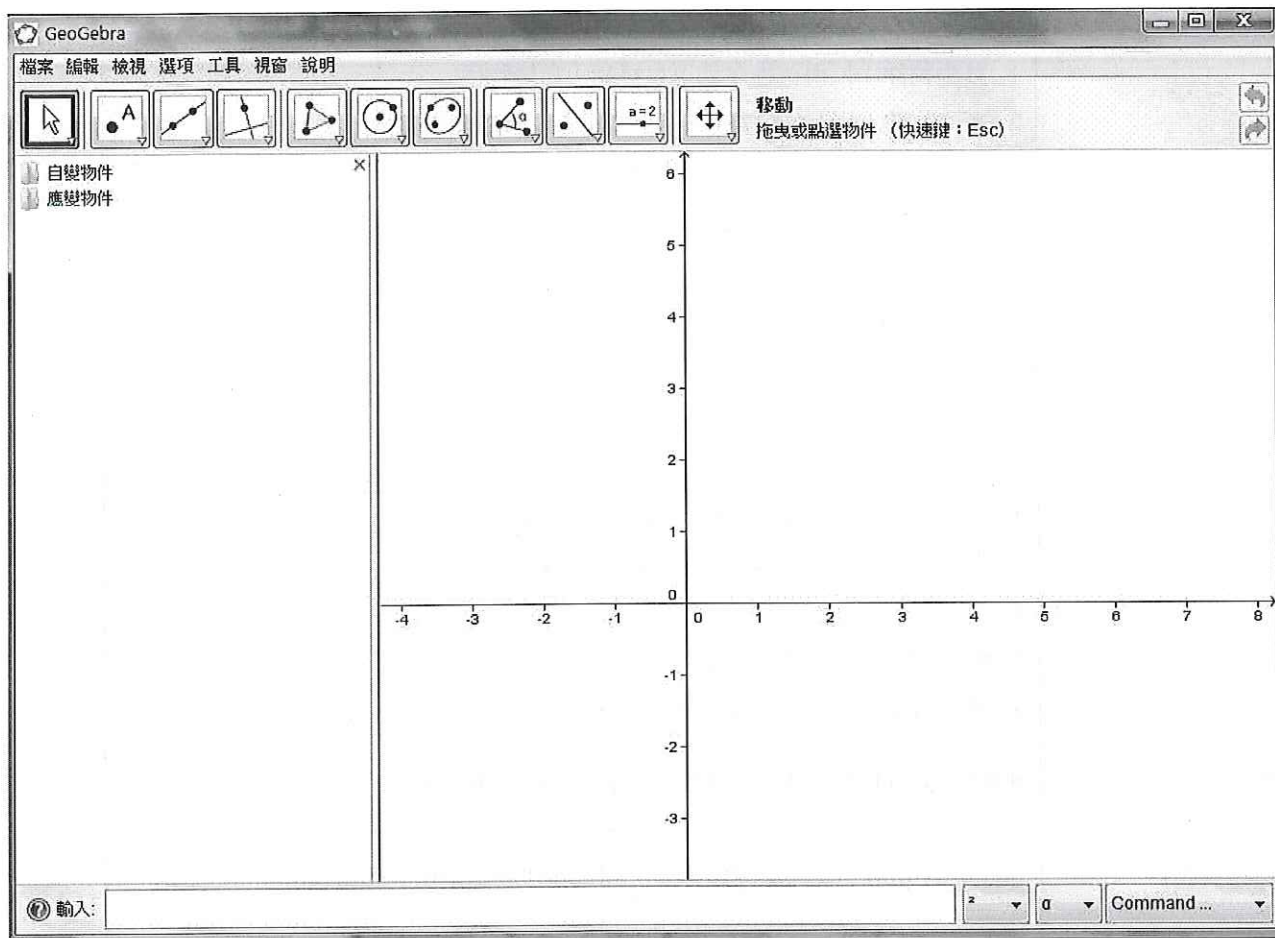 GeoGebra
檔案 編輯 檢視 選項 工具 視窗 說明
A
α
a=2
移動
拖曳或點選物件 (快速鍵：Esc)
自變物件
應變物件
6
5
4
3
2
1
0
-4 -3 -2 -1 0 1 2 3 4 5 6 7 8
-1
-2
-3
輸入:
² α Command ...